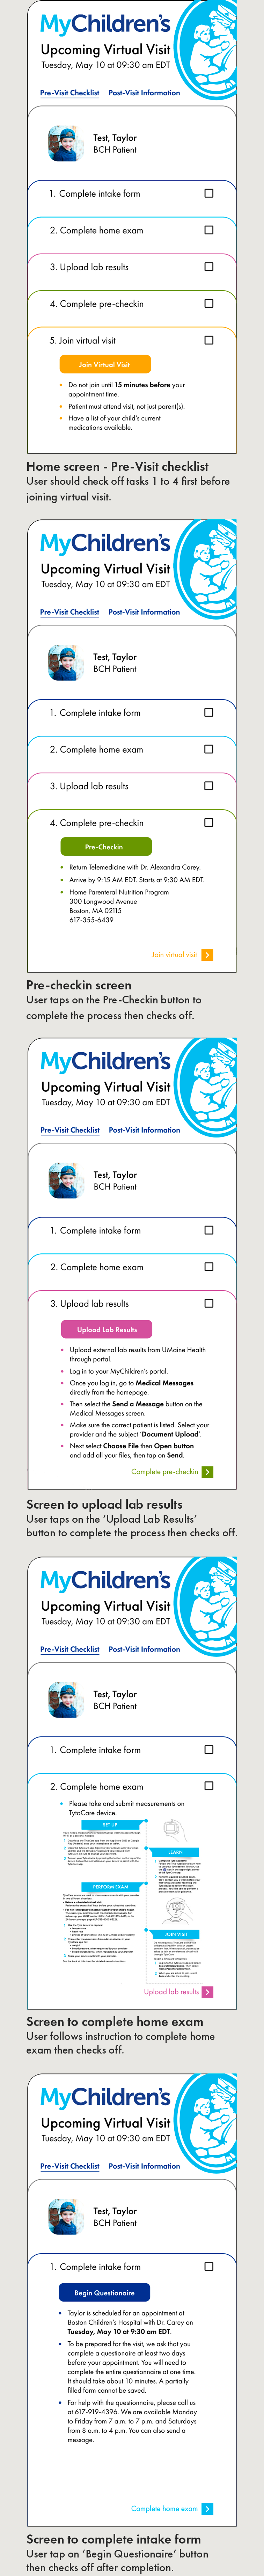 MyChildren's
Upcoming Virtual Visit
Tuesday, May 10 at 09:30 am EDT
Pre-Visit Checklist Post-Visit Information
Test, Taylor
BCH Patient
1. Complete intake form
2. Complete home exam
3. Upload lab results
4. Complete pre-checkin
5. Join virtual visit
Join Virtual Visit
Do not join until 15 minutes before your
appointment time.
Patient must attend visit, not just parent(s).
Have a list of your child's current
medications available.
Home screen - Pre-Visit checklist
User should check off tasks 1 to 4 first before
joining virtual visit.
MyChildren's
Upcoming Virtual Visit
Tuesday, May 10 at 09:30 am EDT
Pre-Visit Checklist Post-Visit Information
Test, Taylor
BCH Patient
1. Complete intake form
2. Complete home exam
3. Upload lab results
4. Complete pre-checkin
Pre-Checkin
Return Telemedicine with Dr. Alexandra Carey.
Arrive by 9:15 AM EDT. Starts at 9:30 AM EDT.
Home Parenteral Nutrition Program
300 Longwood Avenue
Boston, MA 02115
617-355-6439
Join virtual visit
Pre-checkin screen
User taps on the Pre-Checkin button to
complete the process then checks off.
MyChildren's
Upcoming Virtual Visit
Tuesday, May 10 at 09:30 am EDT
Pre-Visit Checklist Post-Visit Information
Test, Taylor
BCH Patient
1. Complete intake form
2. Complete home exam
3. Upload lab results
Upload Lab Results
Upload external lab results from UMaine Health
through portal.
Log in to your MyChildren's portal.
Once you log in, go to Medical Messages
directly from the homepage.
Then select the Send a Message button on the
Medical Messages screen.
Make sure the correct patient is listed. Select your
provider and the subject 'Document Upload'.
Next select Choose File then Open button
and add all your files, then tap on Send.
Complete pre-checkin
Screen to upload lab results
User taps on the 'Upload Lab Results'
button to complete the process then checks off.
MyChildren's
Upcoming Virtual Visit
Tuesday, May 10 at 09:30 am EDT
Pre-Visit Checklist Post-Visit Information
Test, Taylor
BCH Patient
1. Complete intake form
2. Complete home exam
Please take and submit measurements on
TytoCare device.
SET UP
LEARN
PERFORM EXAM
JOIN VISIT
Upload lab results
Screen to complete home exam
User follows instruction to complete home
exam then checks off.
MyChildren's
Upcoming Virtual Visit
Tuesday, May 10 at 09:30 am EDT
Pre-Visit Checklist Post-Visit Information
Test, Taylor
BCH Patient
1. Complete intake form
Begin Questionaire
Taylor is scheduled for an appointment at
Boston Children's Hospital with Dr. Carey on
Tuesday, May 10 at 9:30 am EDT.
To be prepared for the visit, we ask that you
complete a questionaire at least two days
before your appointment. You will need to
complete the entire questionaire at one time.
It should take about 10 minutes. A partially
filled form cannot be saved.
For help with the questionaire, please call us
at 617-919-4396. We are available Monday
to Friday from 7 a.m. to 7 p.m. and Saturdays
from 8 a.m. to 4 p.m. You can also send a
message.
Complete home exam
Screen to complete intake form
User tap on 'Begin Questionaire' button
then checks off after completion.